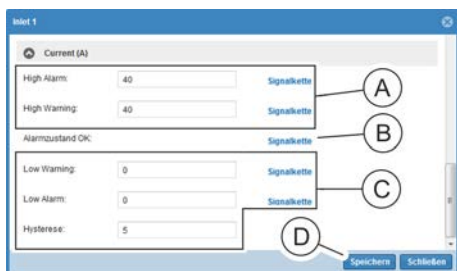 Inlet 1
Current (A)
High Alarm: 40 Signalkette
High Warning: 40 Signalkette
A
Alarmzustand OK: Signalkette
B
Low Warning: 0 Signalkette
Low Alarm: 0 Signalkette
C
Hysterese: 5
D
Speichern Schließen